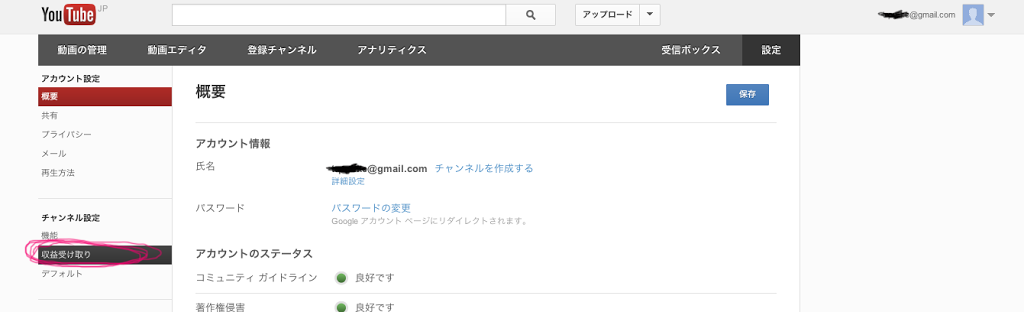 YouTube JP
アップロード
@gmail.com
動画の管理 動画エディタ 登録チャンネル アナリティクス 受信ボックス 設定
アカウント設定
概要
共有
プライバシー
メール
再生方法
チャンネル設定
機能
収益受け取り
デフォルト
概要
保存
アカウント情報
氏名 @gmail.com チャンネルを作成する
詳細設定
パスワード パスワードの変更
Google アカウント ページにリダイレクトされます。
アカウントのステータス
コミュニティ ガイドライン 良好です
著作権侵害 良好です